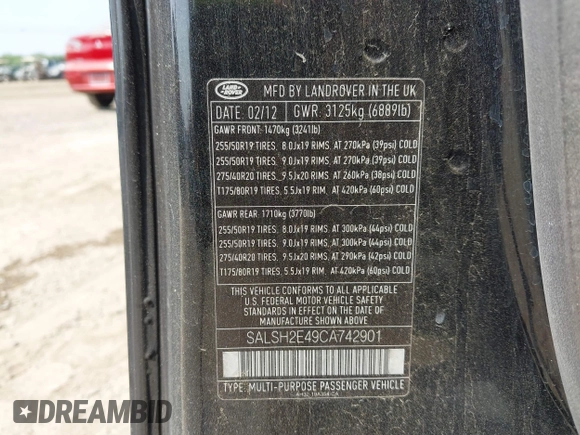 LAND ROVER
MFD BY LANDROVER IN THE UK
DATE: 02/12 GWR: 3125kg (6889lb)
GAWR FRONT: 1470kg (3241lb)
255/50R19 TIRES, 8.0Jx19 RIMS, AT 270kPa (39psi) COLD
255/50R19 TIRES, 9.0Jx19 RIMS, AT 270kPa (39psi) COLD
275/40R20 TIRES, 9.5Jx20 RIMS, AT 260kPa (38psi) COLD
T175/80R19 TIRES, 5.5Jx19 RIM, AT 420kPa (60psi) COLD
GAWR REAR: 1710kg (3770lb)
255/50R19 TIRES, 8.0Jx19 RIMS, AT 300kPa (44psi) COLD
255/50R19 TIRES, 9.0Jx19 RIMS, AT 300kPa (44psi) COLD
275/40R20 TIRES, 9.5Jx20 RIMS, AT 290kPa (42psi) COLD
T175/80R19 TIRES, 5.5Jx19 RIM, AT 420kPa (60psi) COLD
THIS VEHICLE CONFORMS TO ALL APPLICABLE
U.S. FEDERAL MOTOR VEHICLE SAFETY
STANDARDS IN EFFECT ON THE DATE
OF MANUFACTURE SHOWN ABOVE.
SALSH2E49CA742901
TYPE: MULTI-PURPOSE PASSENGER VEHICLE
DREAMBID